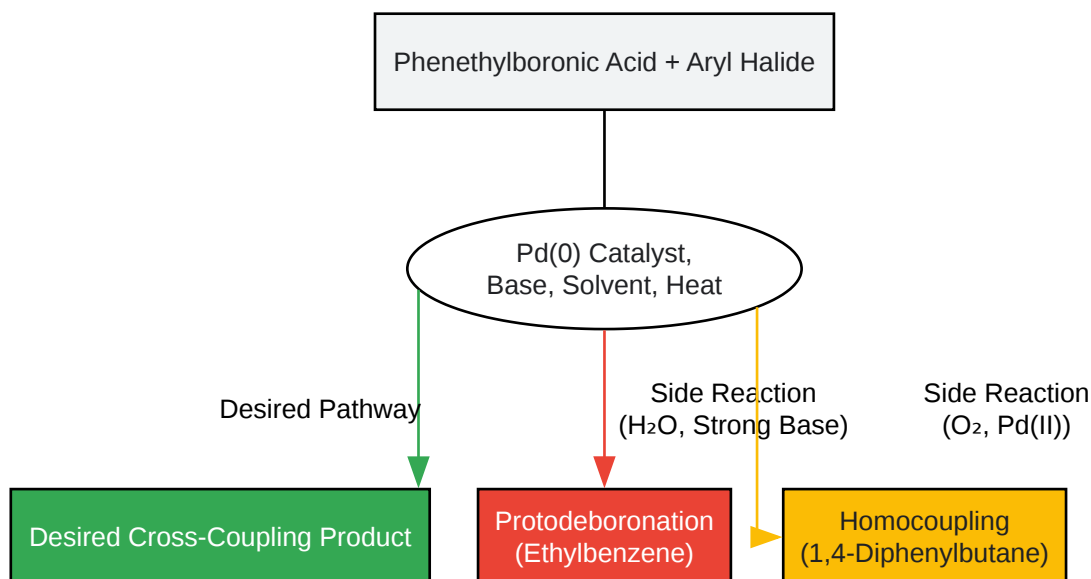 Phenethylboronic Acid + Aryl Halide
Pd(0) Catalyst,
Base, Solvent, Heat
Desired Pathway
Side Reaction
(H₂O, Strong Base)
Side Reaction
(O₂, Pd(II))
Desired Cross-Coupling Product
Protodeboronation
(Ethylbenzene)
Homocoupling
(1,4-Diphenylbutane)